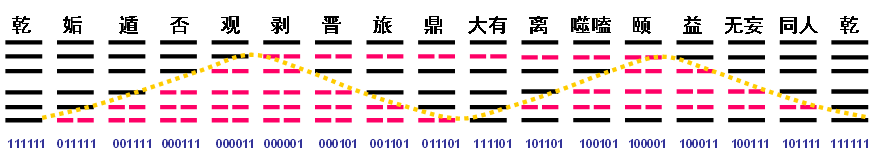 乾 姤 遁 否 观 剥 晋 旅 鼎 大有 离 噬嗑 颐 益 无妄 同人 乾
111111 011111 001111 000111 000011 000001 000101 001101 011101 111101 101101 100101 100001 100011 100111 101111 111111